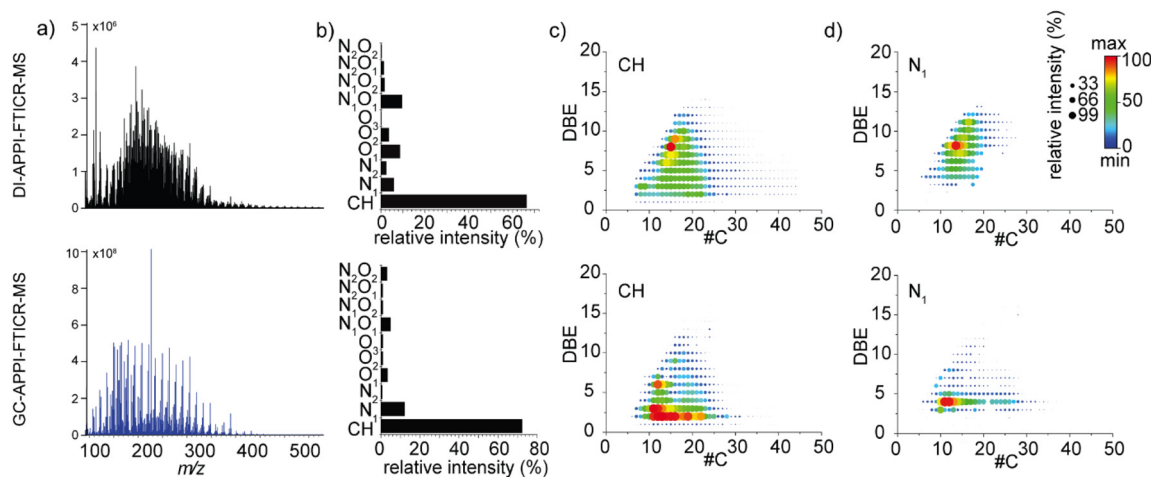 a)
DI-APPI-FTICR-MS
5 x10⁶
4
3
2
1
0
100 200 300 400 500
b)
N₂O₂
N₂O₁
N₁O₂
N₁O₁
O₃
O₂
O₁
N₂
N₁
CH
0 20 40 60
relative intensity (%)
c)
CH
DBE
20
15
10
5
0
0 10 20 30 40 50
#C
d)
N₁
DBE
20
15
10
5
0
0 10 20 30 40 50
#C
relative intensity (%)
33
66
99
max
100
50
0
min
GC-APPI-FTICR-MS
10 x10⁸
8
6
4
2
0
100 200 300 400 500
m/z
N₂O₂
N₂O₁
N₁O₂
N₁O₁
O₃
O₂
O₁
N₂
N₁
CH
0 20 40 60 80
relative intensity (%)
CH
DBE
20
15
10
5
0
0 10 20 30 40 50
#C
N₁
DBE
20
15
10
5
0
0 10 20 30 40 50
#C